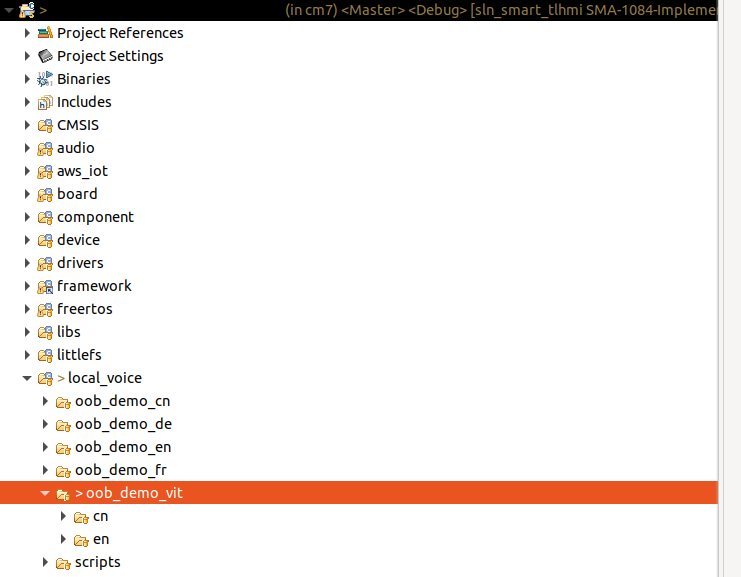 > (in cm7) <Master> <Debug> [sln_smart_tlhmi SMA-1084-Impleme
Project References
Project Settings
Binaries
Includes
CMSIS
audio
aws_iot
board
component
device
drivers
framework
freertos
libs
littlefs
> local_voice
oob_demo_cn
oob_demo_de
oob_demo_en
oob_demo_fr
> oob_demo_vit
cn
en
scripts